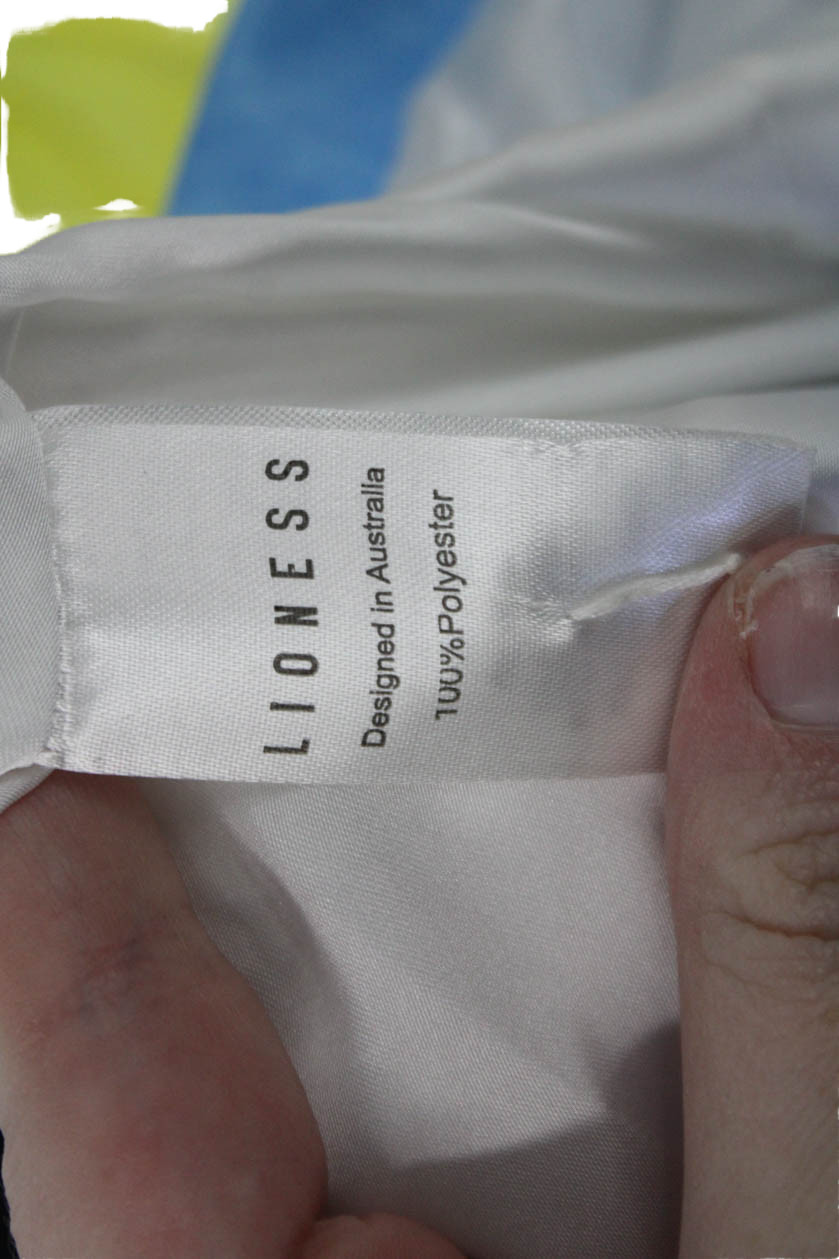 LIONESS
Designed in Australia
100%Polyester